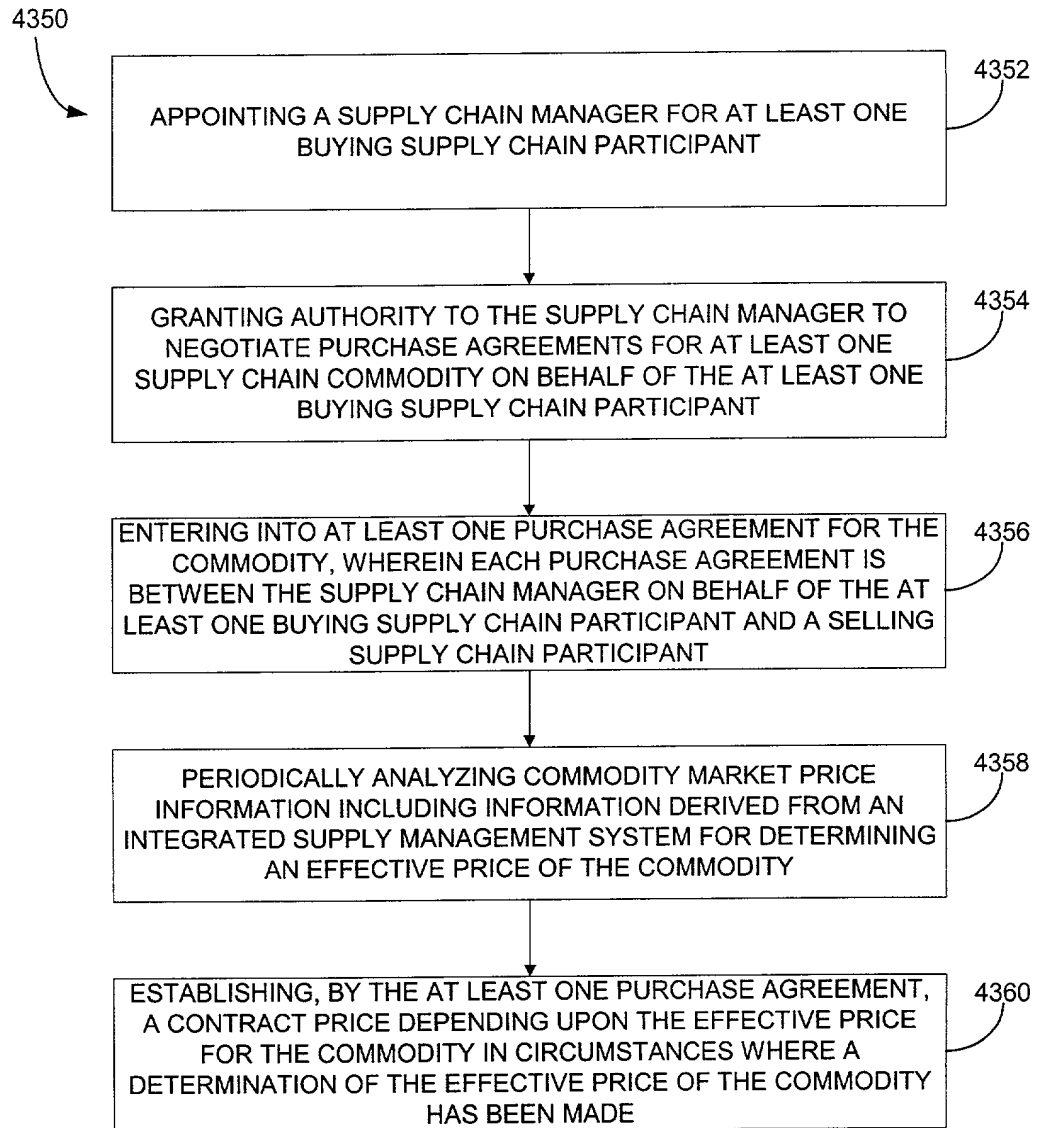 4350
4352
APPOINTING A SUPPLY CHAIN MANAGER FOR AT LEAST ONE
BUYING SUPPLY CHAIN PARTICIPANT
4354
GRANTING AUTHORITY TO THE SUPPLY CHAIN MANAGER TO
NEGOTIATE PURCHASE AGREEMENTS FOR AT LEAST ONE
SUPPLY CHAIN COMMODITY ON BEHALF OF THE AT LEAST ONE
BUYING SUPPLY CHAIN PARTICIPANT
4356
ENTERING INTO AT LEAST ONE PURCHASE AGREEMENT FOR THE
COMMODITY, WHEREIN EACH PURCHASE AGREEMENT IS
BETWEEN THE SUPPLY CHAIN MANAGER ON BEHALF OF THE AT
LEAST ONE BUYING SUPPLY CHAIN PARTICIPANT AND A SELLING
SUPPLY CHAIN PARTICIPANT
4358
PERIODICALLY ANALYZING COMMODITY MARKET PRICE
INFORMATION INCLUDING INFORMATION DERIVED FROM AN
INTEGRATED SUPPLY MANAGEMENT SYSTEM FOR DETERMINING
AN EFFECTIVE PRICE OF THE COMMODITY
4360
ESTABLISHING, BY THE AT LEAST ONE PURCHASE AGREEMENT,
A CONTRACT PRICE DEPENDING UPON THE EFFECTIVE PRICE
FOR THE COMMODITY IN CIRCUMSTANCES WHERE A
DETERMINATION OF THE EFFECTIVE PRICE OF THE COMMODITY
HAS BEEN MADE